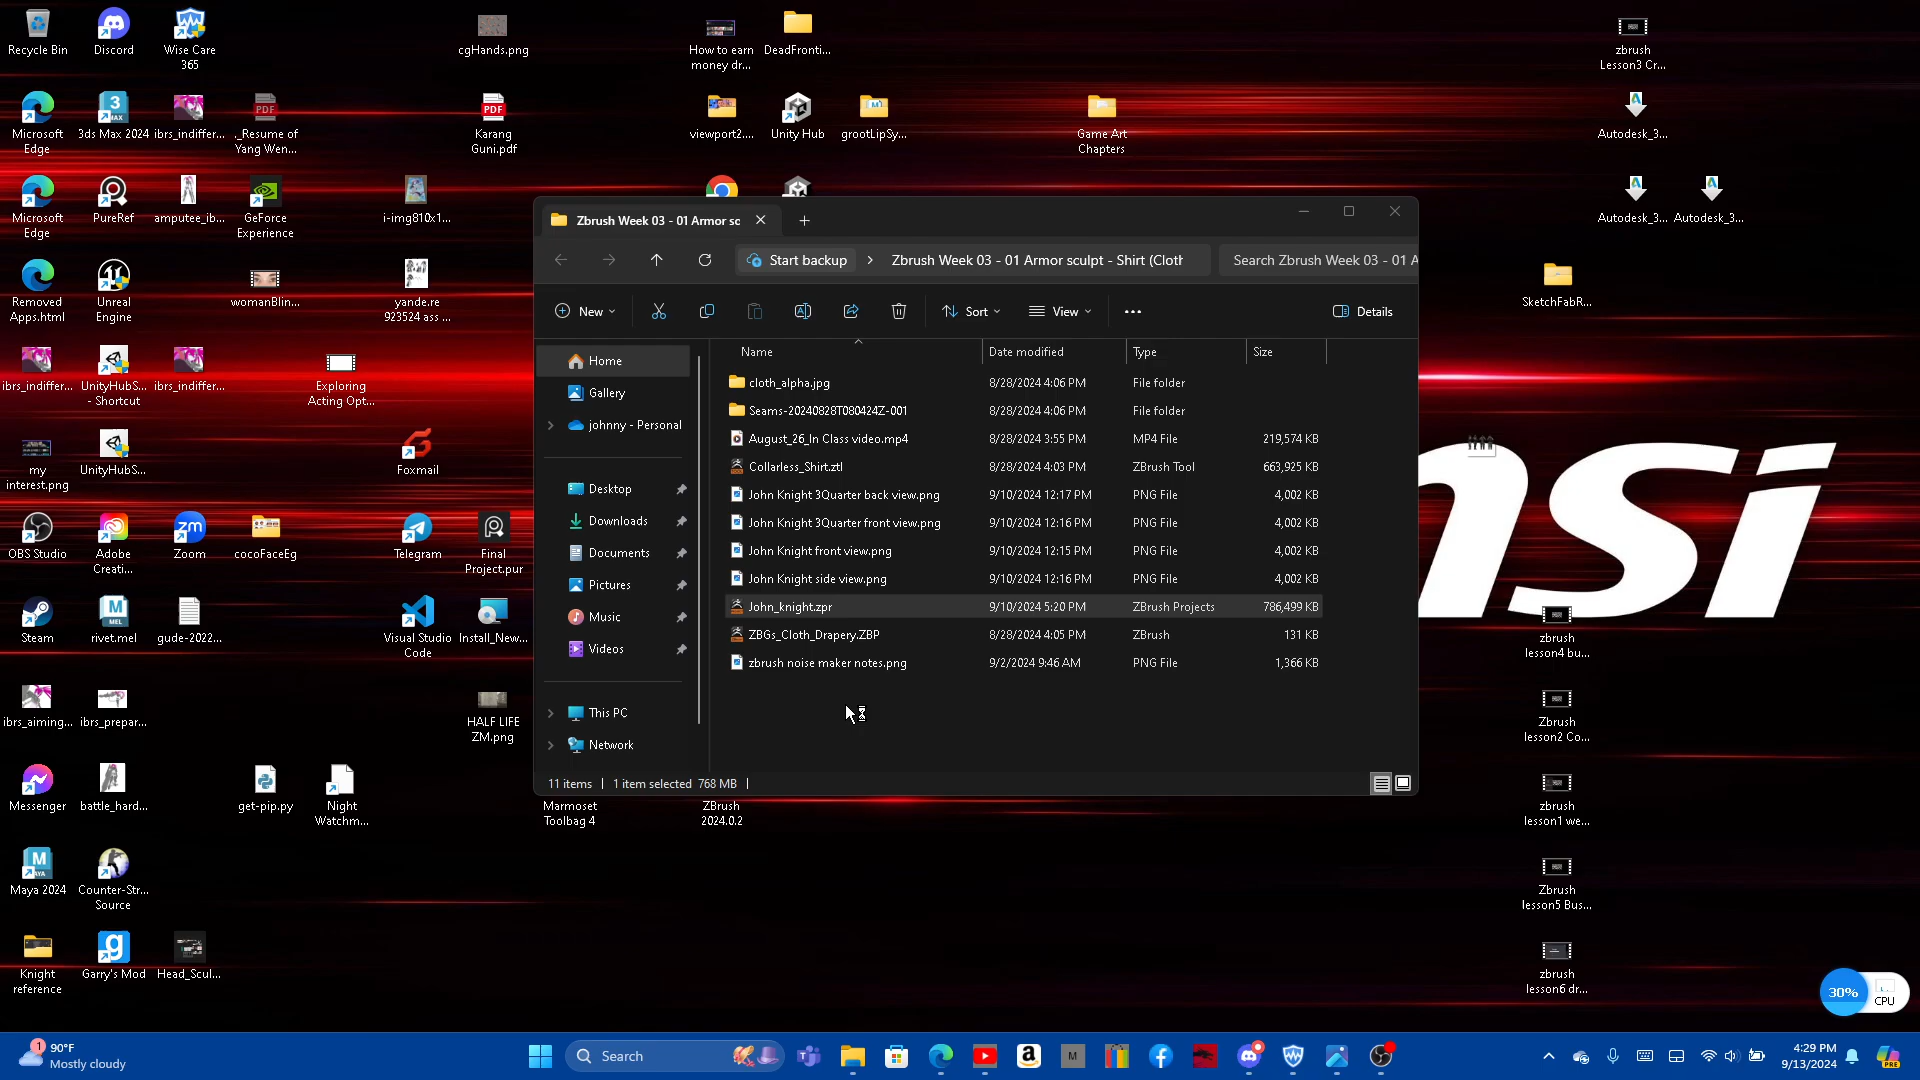 Recycle Bin
Discord
Wise Care
365
cgHands.png
How to earn
money dr...
DeadFronti...
zbrush
Lesson3 Cr...
Microsoft
Edge
3ds Max 2024
ibrs_indiffer...
._Resume of
Yang Wen...
Karang
Guni.pdf
viewport2....
Unity Hub
grootLipSy...
Game Art
Chapters
Autodesk_3...
Microsoft
Edge
PureRef
amputee_ib...
GeForce
Experience
i-img810x1...
Autodesk_3...
Autodesk_3...
Removed
Apps.html
Unreal
Engine
womanBlin...
yande.re
923524 ass ...
SketchFabR...
ibrs_indiffer...
UnityHubS...
- Shortcut
ibrs_indiffer...
Exploring
Acting Opt...
my
interest.png
UnityHubS...
Foxmail
OBS Studio
Adobe
Creati...
Zoom
cocoFaceEg
Telegram
Final
Project.pur
Steam
rivet.mel
gude-2022...
Visual Studio
Code
Install_New...
zbrush
lesson4 bu...
ibrs_aiming...
ibrs_prepar...
HALF LIFE
ZM.png
Zbrush
lesson2 Co...
Messenger
battle_hard...
get-pip.py
Night
Watchm...
Marmoset
Toolbag 4
ZBrush
2024.0.2
zbrush
lesson1 we...
Maya 2024
Counter-Str...
Source
Zbrush
lesson5 Bus...
Knight
reference
Garry's Mod
Head_Scul...
zbrush
lesson6 dr...
Zbrush Week 03 - 01 Armor sc
Start backup
Zbrush Week 03 - 01 Armor sculpt - Shirt (Cloth
Search Zbrush Week 03 - 01 A
New
Sort
View
Details
Name
Date modified
Type
Size
Home
Gallery
johnny - Personal
Desktop
Downloads
Documents
Pictures
Music
Videos
This PC
Network
cloth_alpha.jpg 8/28/2024 4:06 PM File folder
Seams-20240828T080424Z-001 8/28/2024 4:06 PM File folder
August_26_In Class video.mp4 8/28/2024 3:55 PM MP4 File 219,574 KB
Collarless_Shirt.ztl 8/28/2024 4:03 PM ZBrush Tool 663,925 KB
John Knight 3Quarter back view.png 9/10/2024 12:17 PM PNG File 4,002 KB
John Knight 3Quarter front view.png 9/10/2024 12:16 PM PNG File 4,002 KB
John Knight front view.png 9/10/2024 12:15 PM PNG File 4,002 KB
John Knight side view.png 9/10/2024 12:16 PM PNG File 4,002 KB
John_knight.zpr 9/10/2024 5:20 PM ZBrush Projects 786,499 KB
ZBGs_Cloth_Drapery.ZBP 8/28/2024 4:05 PM ZBrush 131 KB
zbrush noise maker notes.png 9/2/2024 9:46 AM PNG File 1,366 KB
11 items
1 item selected 768 MB
30%
CPU
1
90°F
Mostly cloudy
Search
4:29 PM
9/13/2024
PRE